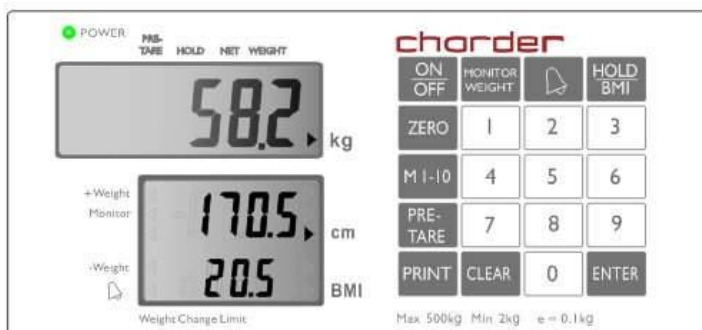 POWER
PRE-TARE HOLD NET WEIGHT
58.2 kg
+Weight
Monitor
170.5 cm
-Weight
20.5 BMI
Weight Change Limit
charder
ON/OFF MONITOR WEIGHT HOLD/BMI
ZERO 1 2 3
M 1-10 4 5 6
PRE-TARE 7 8 9
PRINT CLEAR 0 ENTER
Max 500kg Min 2kg e = 0.1kg